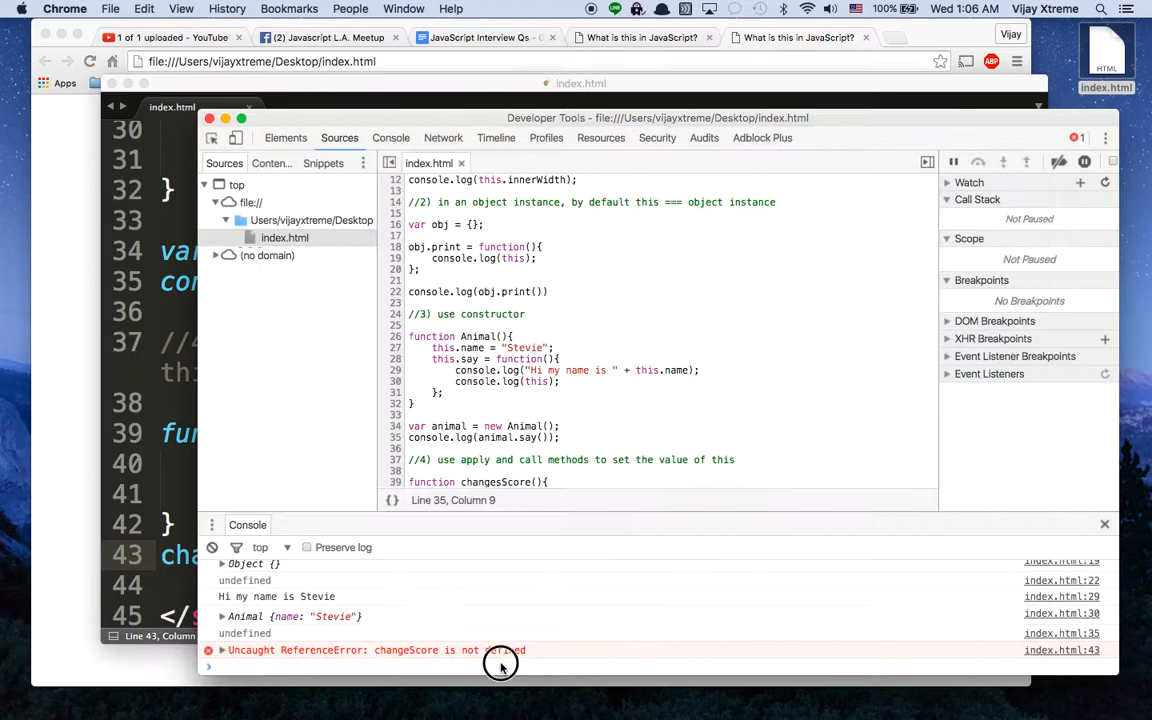 Chrome File Edit View History Bookmarks People Window Help 100% Wed 1:06 AM Vijay Xtreme
1 of 1 uploaded - YouTube × (2) Javascript L.A. Meetup × JavaScript Interview Qs - G × What is this in JavaScript? × What is this in JavaScript? × Vijay
file:///Users/vijayxtreme/Desktop/index.html ABP
Apps
HTML
index.html
index.html
index.html
Developer Tools - file:///Users/vijayxtreme/Desktop/index.html
Elements Sources Console Network Timeline Profiles Resources Security Audits Adblock Plus 1
Sources Conten... Snippets
top
file://
Users/vijayxtreme/Desktop
index.html
(no domain)
index.html ×
12 console.log(this.innerWidth);
13
14 //2) in an object instance, by default this === object instance
15
16 var obj = {};
17
18 obj.print = function(){
19 console.log(this);
20 };
21
22 console.log(obj.print())
23
24 //3) use constructor
25
26 function Animal(){
27 this.name = "Stevie";
28 this.say = function(){
29 console.log("Hi my name is " + this.name);
30 console.log(this);
31 };
32 }
33
34 var animal = new Animal();
35 console.log(animal.say());
36
37 //4) use apply and call methods to set the value of this
38
39 function changesScore(){
{} Line 35, Column 9
Watch
Call Stack
Not Paused
Scope
Not Paused
Breakpoints
No Breakpoints
DOM Breakpoints
XHR Breakpoints
Event Listener Breakpoints
Event Listeners
30
31
32 }
33
34 var
35 con
36
37 //4
thi
38
39 fun
40
41
42 }
43 cha
44
45 </s
Line 43, Column
Console
top Preserve log
Object {} index.html:19
undefined index.html:22
Hi my name is Stevie index.html:29
Animal {name: "Stevie"} index.html:30
undefined index.html:35
Uncaught ReferenceError: changeScore is not defined index.html:43